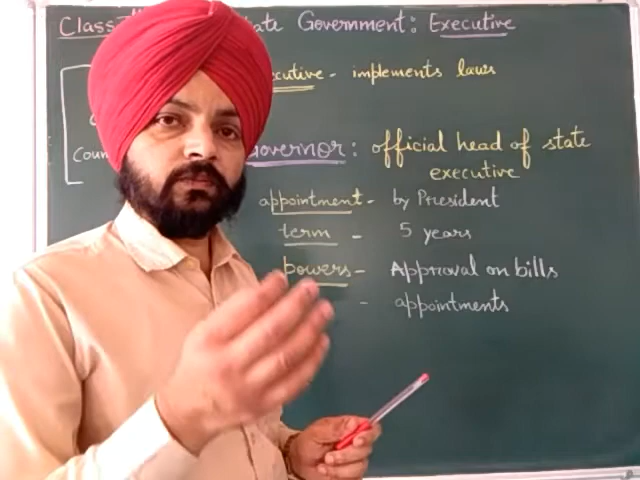 Class- State Government: Executive
Executive - implements laws
Coun
Governor: official head of state
executive
appointment - by President
term - 5 years
powers - Approval on bills
- appointments